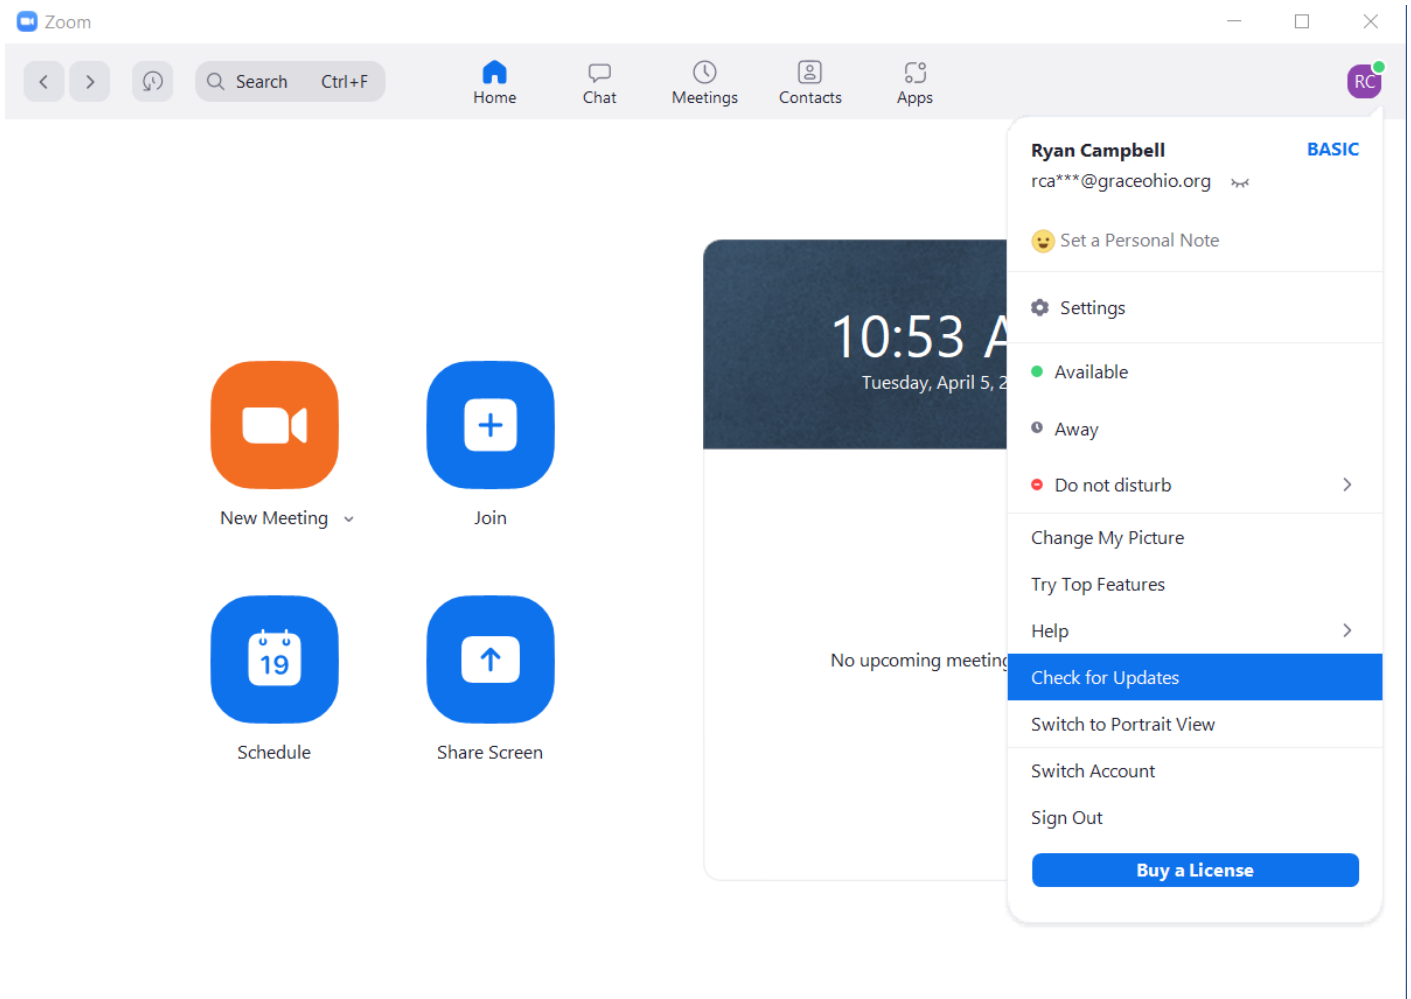 Zoom
Search Ctrl+F
Home
Chat
Meetings
Contacts
Apps
RC
Ryan Campbell
BASIC
rca***@graceohio.org
Set a Personal Note
Settings
Available
Away
Do not disturb
Change My Picture
Try Top Features
Help
Check for Updates
Switch to Portrait View
Switch Account
Sign Out
Buy a License
10:53 A
Tuesday, April 5, 2
No upcoming meeting
New Meeting
Join
19
Schedule
Share Screen